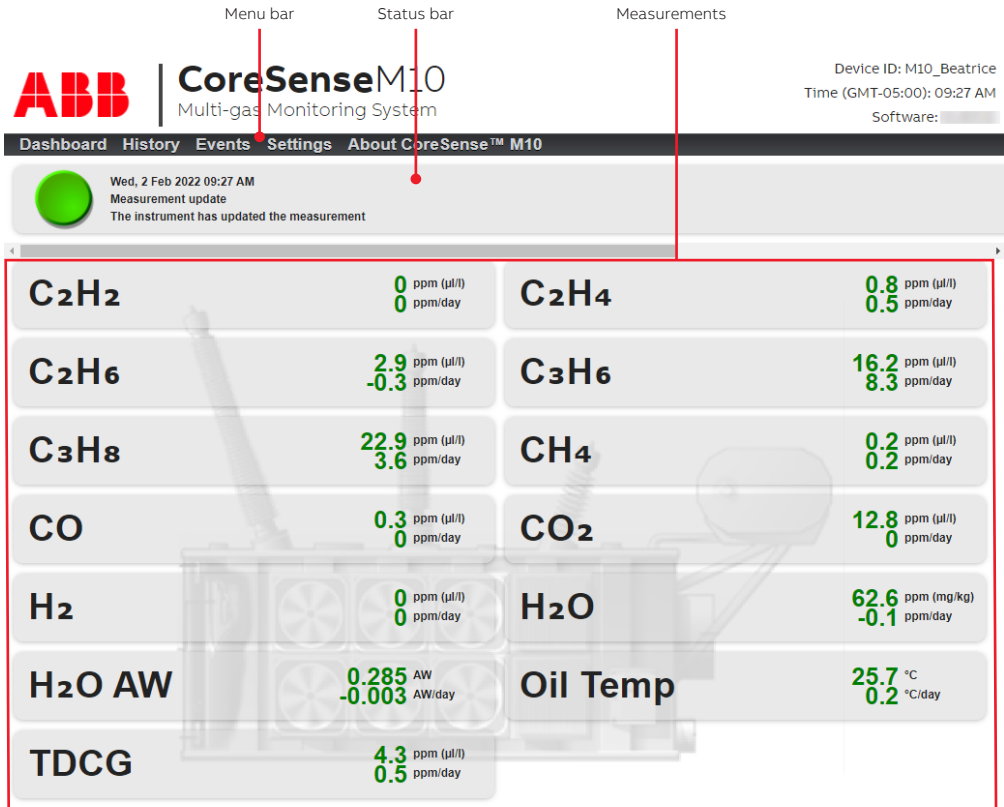 Menu bar Status bar Measurements
ABB
CoreSenseM10
Multi-gas Monitoring System
Device ID: M10_Beatrice
Time (GMT-05:00): 09:27 AM
Software:
Dashboard History Events Settings About CoreSense™ M10
Wed, 2 Feb 2022 09:27 AM
Measurement update
The instrument has updated the measurement
C₂H₂
0 ppm (µl/l)
0 ppm/day
C₂H₄
0.8 ppm (µl/l)
0.5 ppm/day
C₂H₆
2.9 ppm (µl/l)
-0.3 ppm/day
C₃H₆
16.2 ppm (µl/l)
8.3 ppm/day
C₃H₈
22.9 ppm (µl/l)
3.6 ppm/day
CH₄
0.2 ppm (µl/l)
0.2 ppm/day
CO
0.3 ppm (µl/l)
0 ppm/day
CO₂
12.8 ppm (µl/l)
0 ppm/day
H₂
0 ppm (µl/l)
0 ppm/day
H₂O
62.6 ppm (mg/kg)
-0.1 ppm/day
H₂O AW
0.285 AW
-0.003 AW/day
Oil Temp
25.7 °C
0.2 °C/day
TDCG
4.3 ppm (µl/l)
0.5 ppm/day